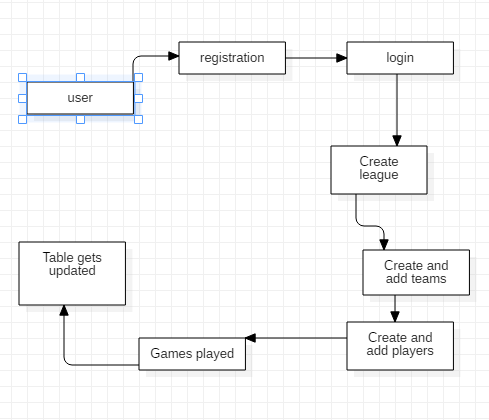 registration
login
user
Create
league
Table gets
updated
Create and
add teams
Create and
add players
Games played